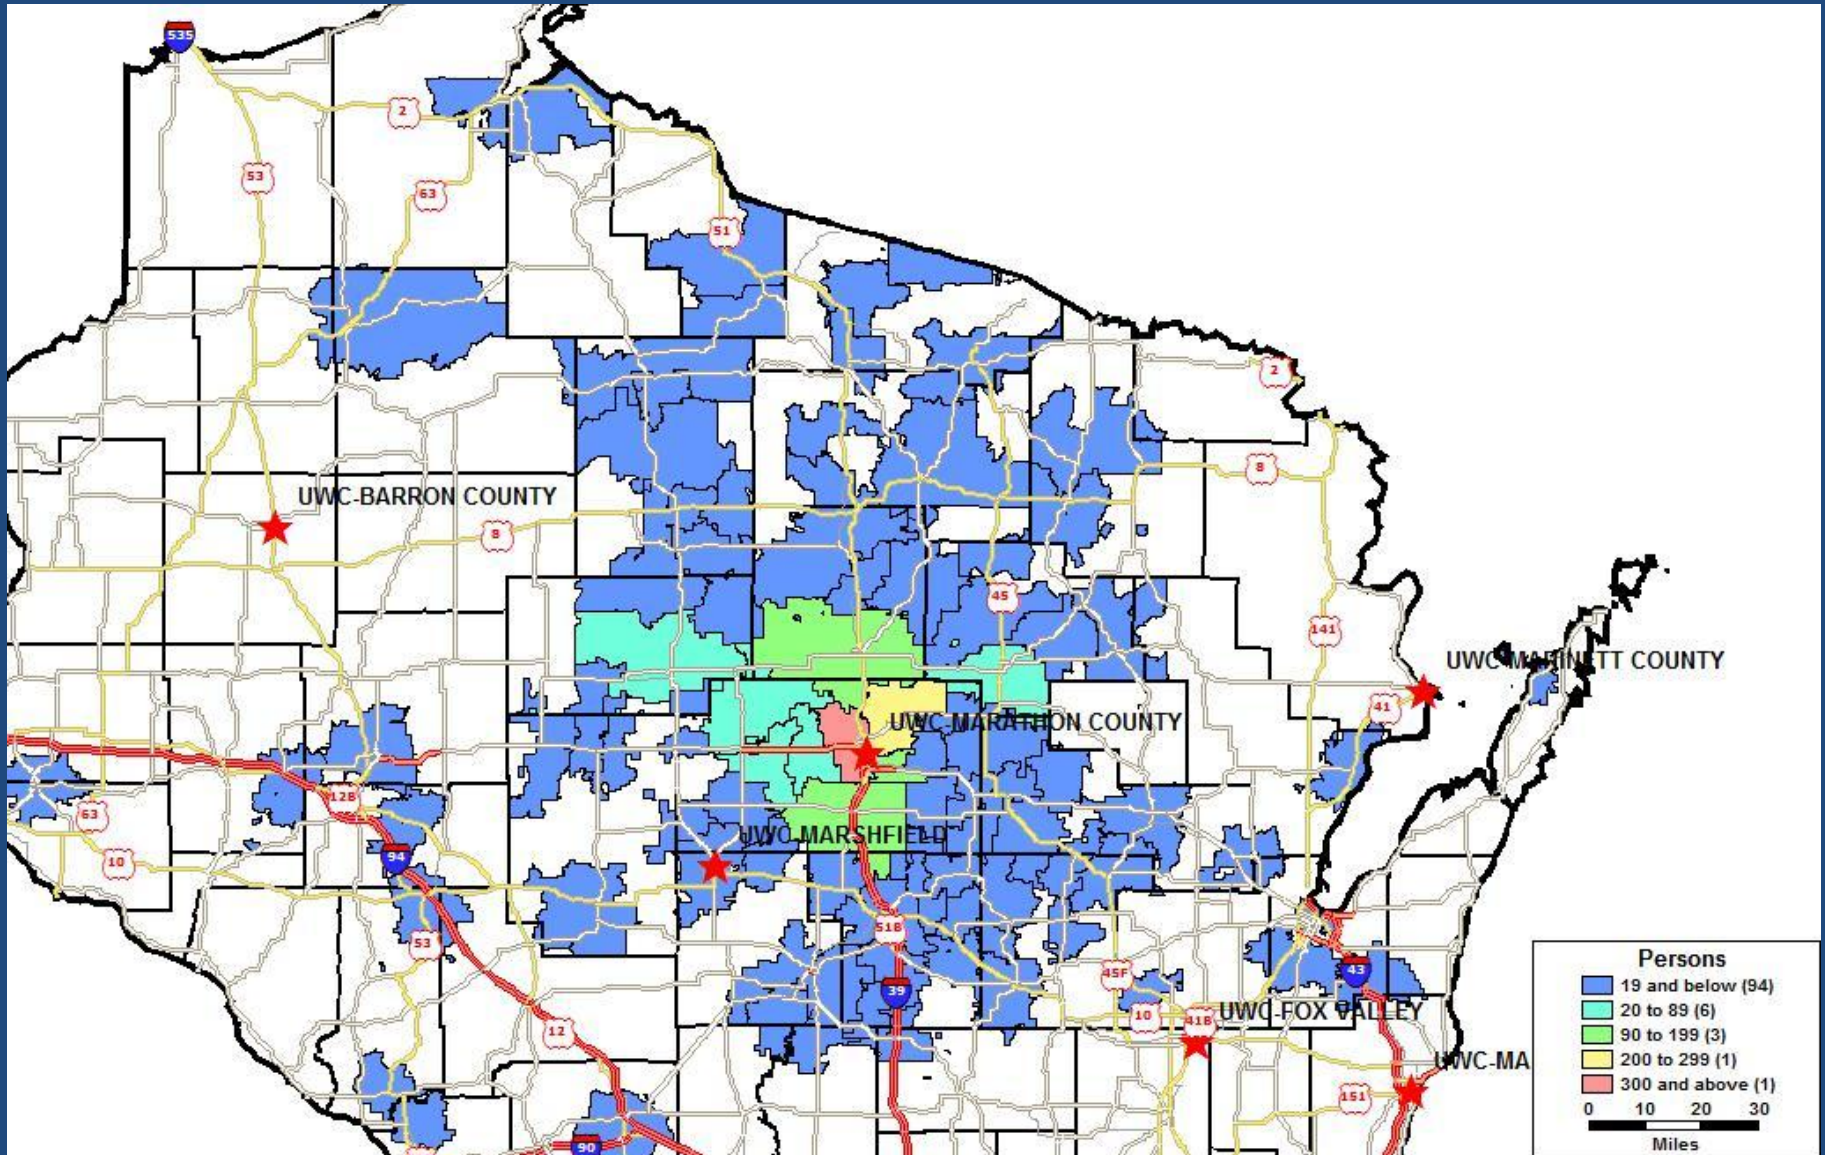 535
2
53
63
51
2
UWC-BARRON COUNTY
8
8
45
141
UWC-MARINETT COUNTY
41
UWC-MARATHON COUNTY
12B
63
UWC-MARSHFIELD
10
94
53
51B
39
45F
43
10
41B
UWC-FOX VALLEY
12
UWC-MA
151
90
Persons
19 and below (94)
20 to 89 (6)
90 to 199 (3)
200 to 299 (1)
300 and above (1)
0 10 20 30
Miles